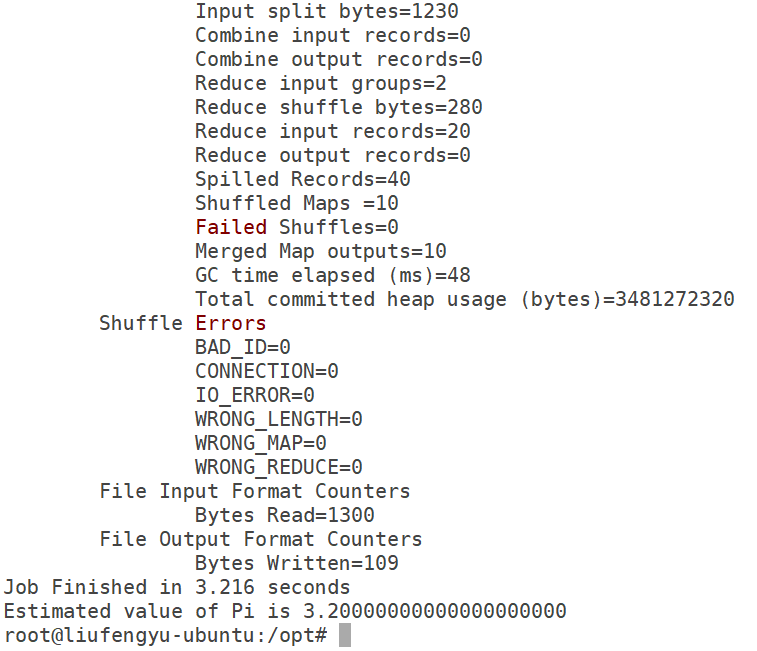 Input split bytes=1230
Combine input records=0
Combine output records=0
Reduce input groups=2
Reduce shuffle bytes=280
Reduce input records=20
Reduce output records=0
Spilled Records=40
Shuffled Maps =10
Failed Shuffles=0
Merged Map outputs=10
GC time elapsed (ms)=48
Total committed heap usage (bytes)=3481272320
Shuffle Errors
BAD_ID=0
CONNECTION=0
IO_ERROR=0
WRONG_LENGTH=0
WRONG_MAP=0
WRONG_REDUCE=0
File Input Format Counters
Bytes Read=1300
File Output Format Counters
Bytes Written=109
Job Finished in 3.216 seconds
Estimated value of Pi is 3.20000000000000000000
root@liufengyu-ubuntu:/opt#